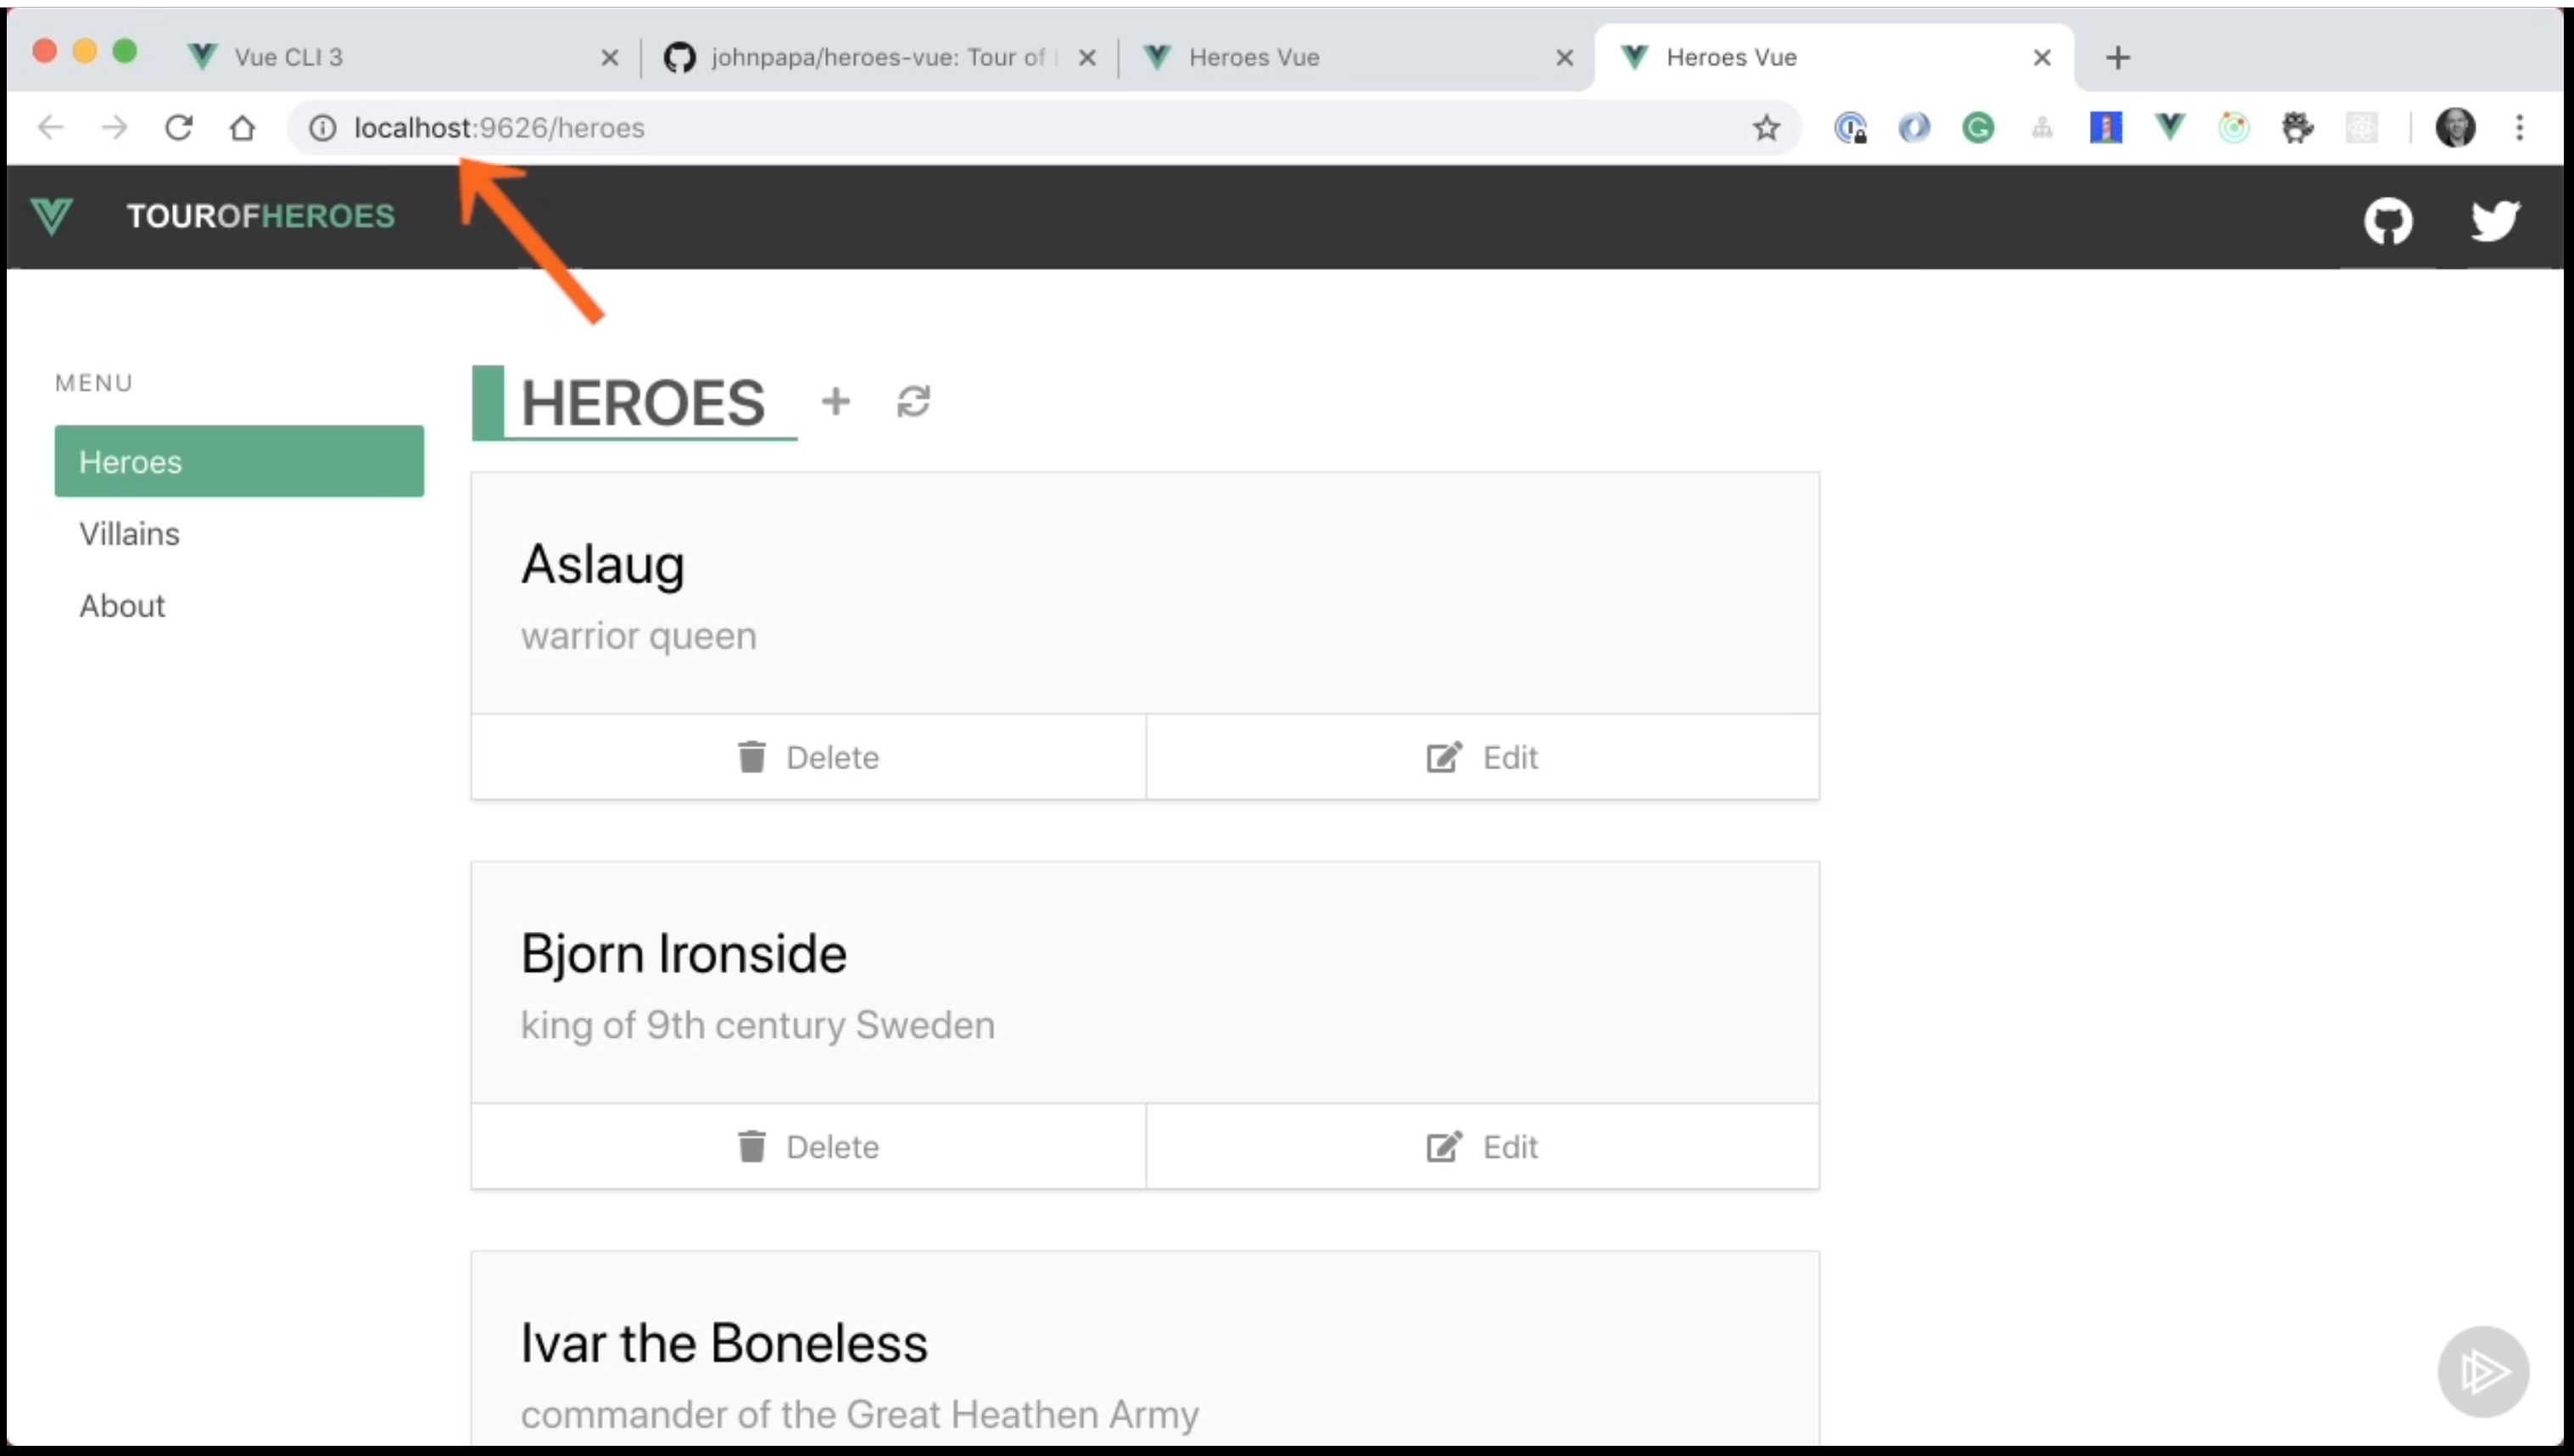 Vue CLI 3
johnpapa/heroes-vue: Tour of
Heroes Vue
Heroes Vue
localhost:9626/heroes
TOUROFHEROES
MENU
Heroes
Villains
About
HEROES
Aslaug
warrior queen
Delete
Edit
Bjorn Ironside
king of 9th century Sweden
Delete
Edit
Ivar the Boneless
commander of the Great Heathen Army